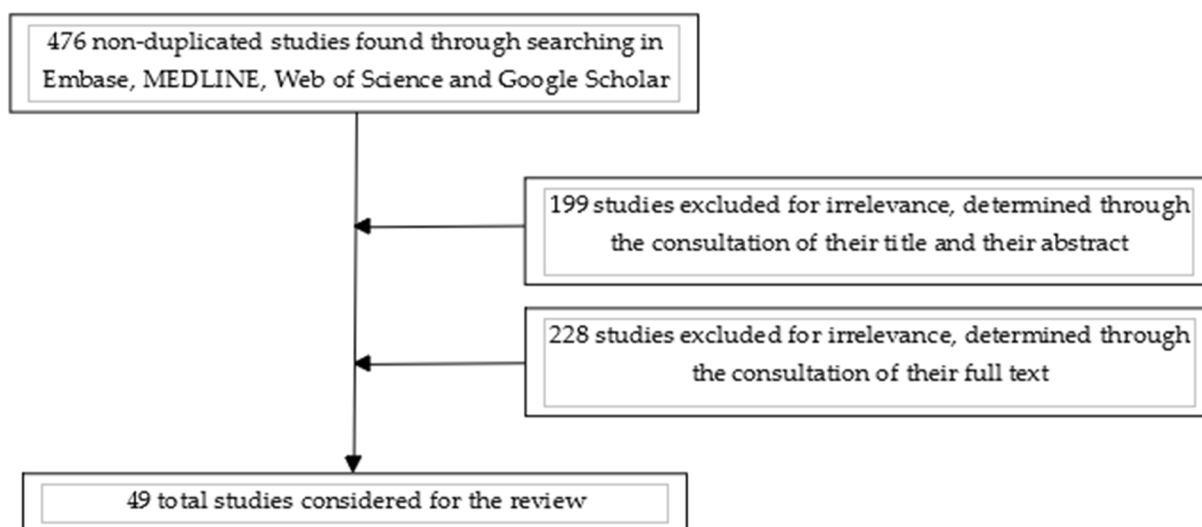 476 non-duplicated studies found through searching in
Embase, MEDLINE, Web of Science and Google Scholar
199 studies excluded for irrelevance, determined through
the consultation of their title and their abstract
228 studies excluded for irrelevance, determined through
the consultation of their full text
49 total studies considered for the review